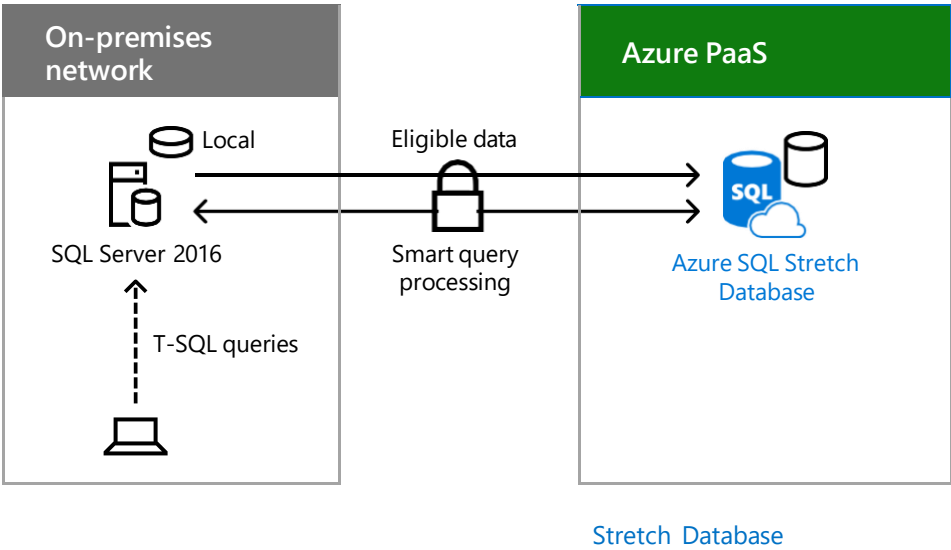 On-premises
network
Azure PaaS
Local
Eligible data
SQL
SQL Server 2016
Smart query
processing
Azure SQL Stretch
Database
T-SQL queries
Stretch Database